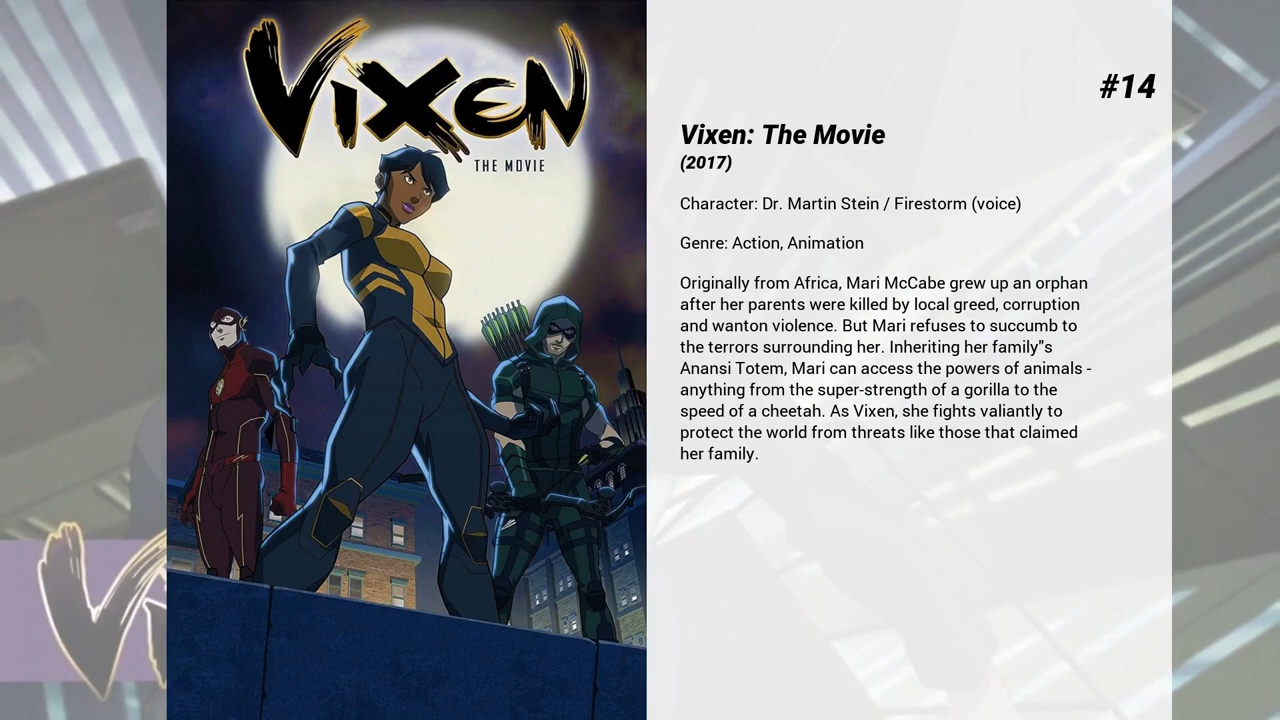 VIXEN
THE MOVIE
#14
Vixen: The Movie
(2017)
Character: Dr. Martin Stein / Firestorm (voice)
Genre: Action, Animation
Originally from Africa, Mari McCabe grew up an orphan
after her parents were killed by local greed, corruption
and wanton violence. But Mari refuses to succumb to
the terrors surrounding her. Inheriting her family"s
Anansi Totem, Mari can access the powers of animals -
anything from the super-strength of a gorilla to the
speed of a cheetah. As Vixen, she fights valiantly to
protect the world from threats like those that claimed
her family.